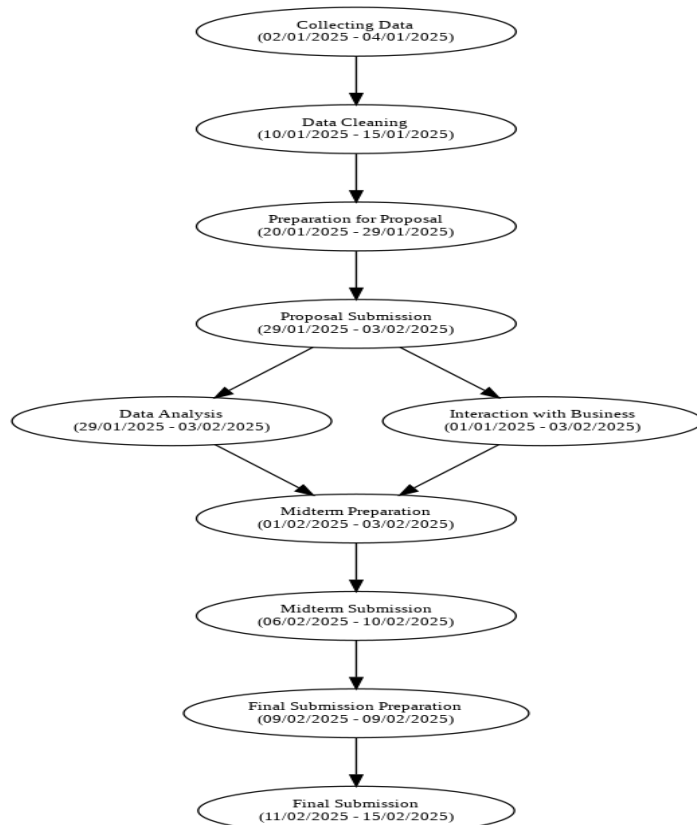 Collecting Data
(02/01/2025 - 04/01/2025)
Data Cleaning
(10/01/2025 - 15/01/2025)
Preparation for Proposal
(20/01/2025 - 29/01/2025)
Proposal Submission
(29/01/2025 - 03/02/2025)
Data Analysis
(29/01/2025 - 03/02/2025)
Interaction with Business
(01/01/2025 - 03/02/2025)
Midterm Preparation
(01/02/2025 - 03/02/2025)
Midterm Submission
(06/02/2025 - 10/02/2025)
Final Submission Preparation
(09/02/2025 - 09/02/2025)
Final Submission
(11/02/2025 - 15/02/2025)